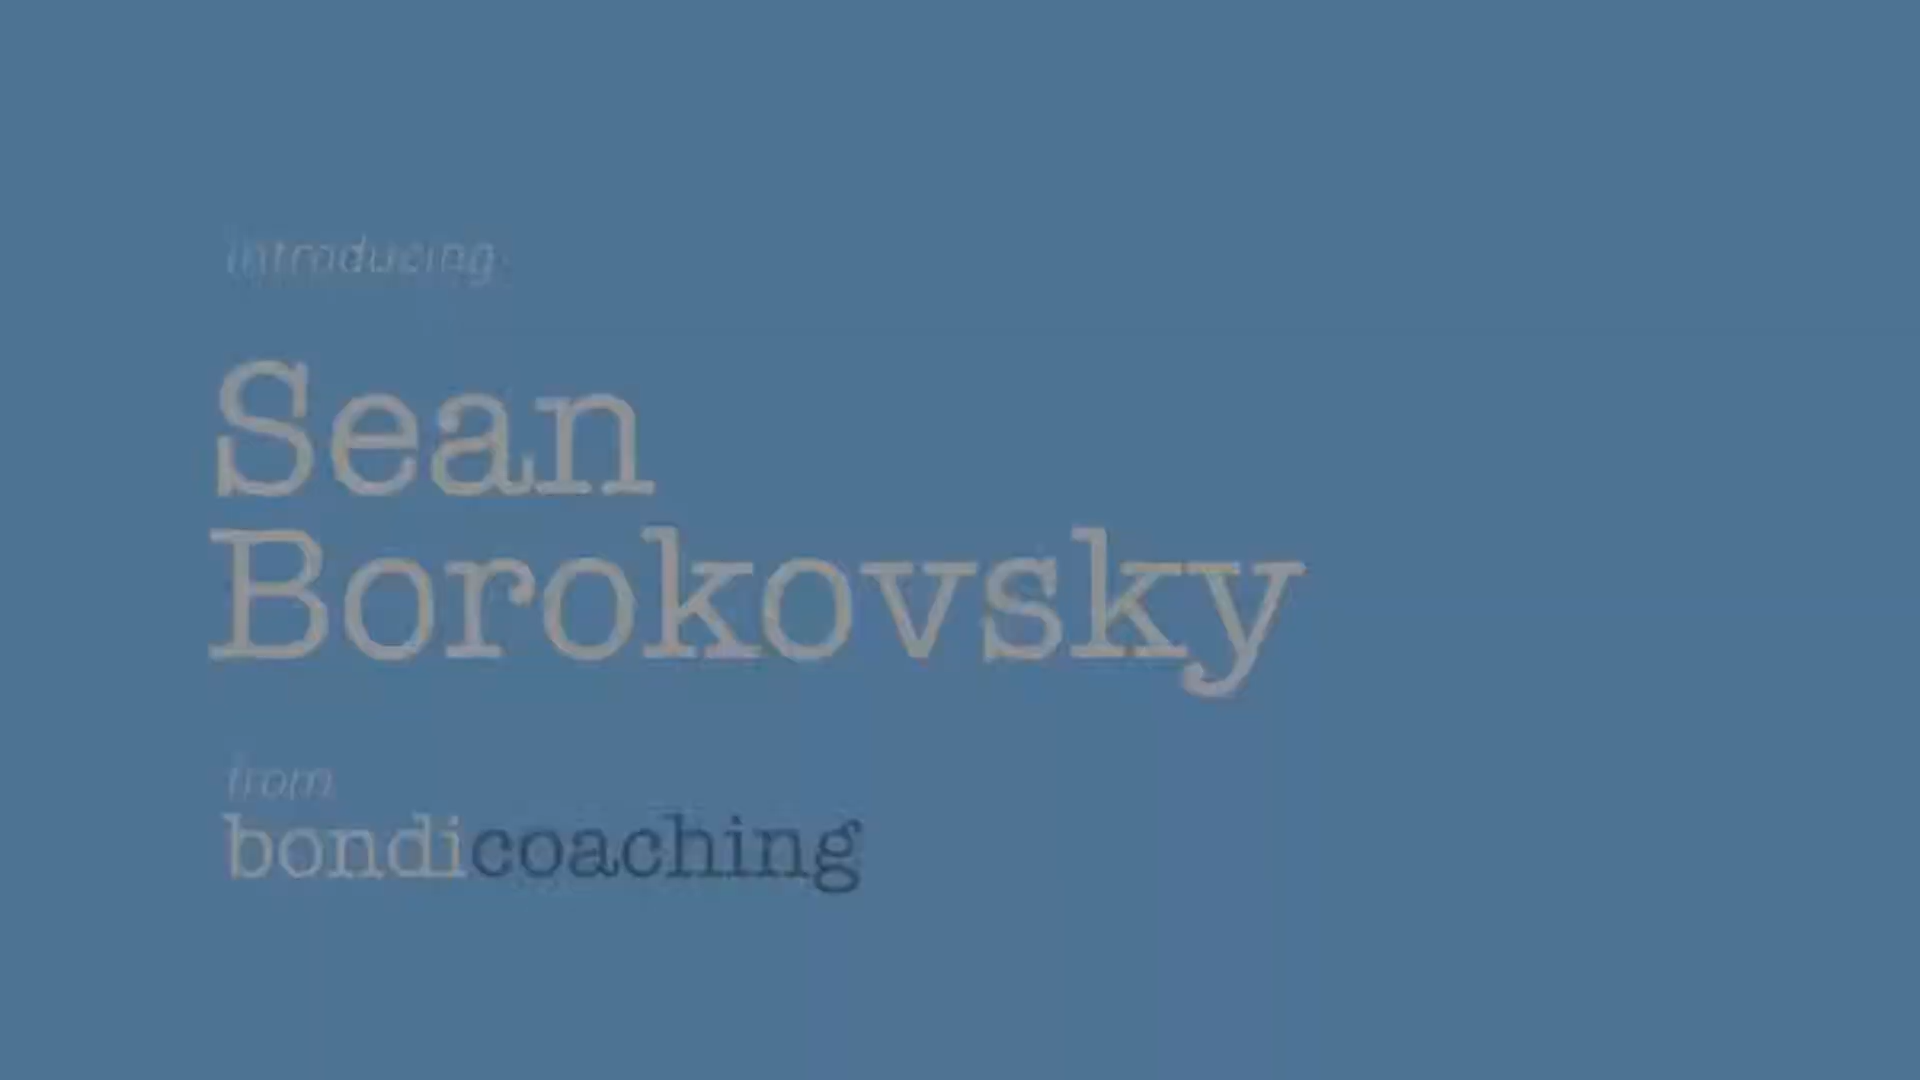 introducing
Sean
Borokovsky
from
bondicoaching